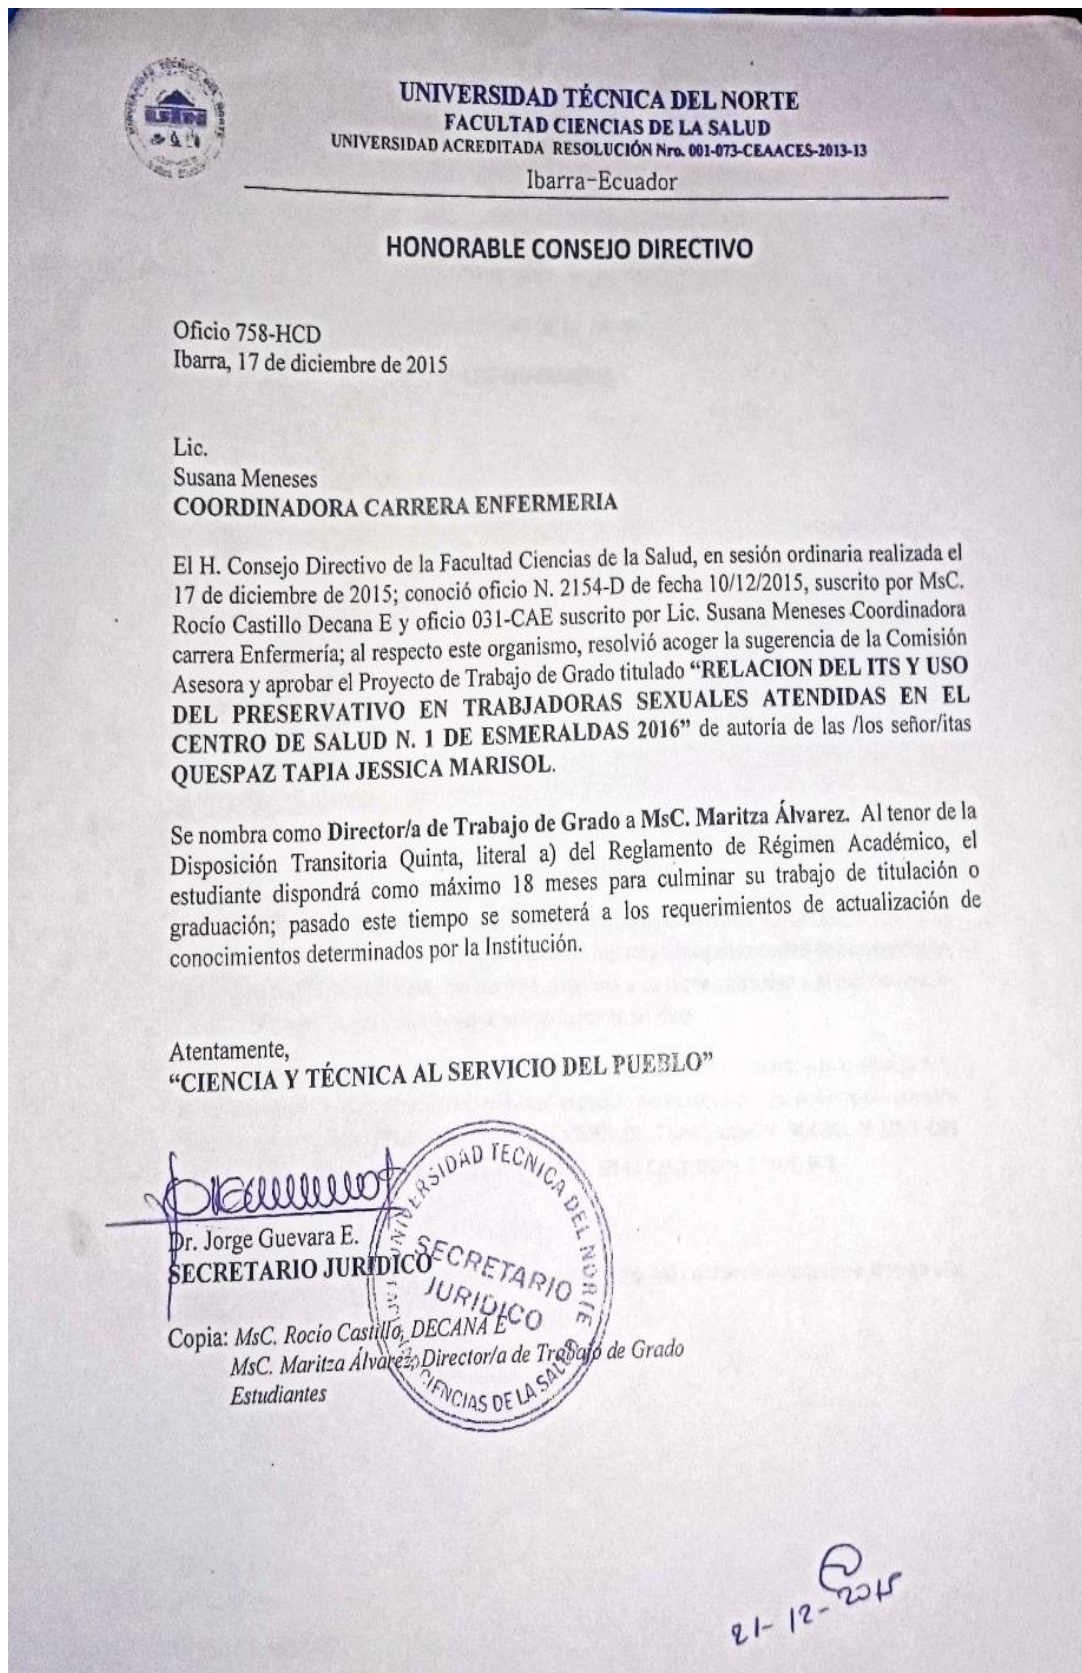 UNIVERSIDAD TÉCNICA DEL NORTE
FACULTAD CIENCIAS DE LA SALUD
UNIVERSIDAD ACREDITADA RESOLUCIÓN Nro. 001-073-CEAACES-2013-13
Ibarra-Ecuador
HONORABLE CONSEJO DIRECTIVO
Oficio 758-HCD
Ibarra, 17 de diciembre de 2015
Lic.
Susana Meneses
COORDINADORA CARRERA ENFERMERIA
El H. Consejo Directivo de la Facultad Ciencias de la Salud, en sesión ordinaria realizada el
17 de diciembre de 2015; conoció oficio N. 2154-D de fecha 10/12/2015, suscrito por MsC.
Rocío Castillo Decana E y oficio 031-CAE suscrito por Lic. Susana Meneses Coordinadora
carrera Enfermería; al respecto este organismo, resolvió acoger la sugerencia de la Comisión
Asesora y aprobar el Proyecto de Trabajo de Grado titulado “RELACION DEL ITS Y USO
DEL PRESERVATIVO EN TRABJADORAS SEXUALES ATENDIDAS EN EL
CENTRO DE SALUD N. 1 DE ESMERALDAS 2016” de autoría de las /los señor/itas
QUESPAZ TAPIA JESSICA MARISOL.
Se nombra como Director/a de Trabajo de Grado a MsC. Maritza Álvarez. Al tenor de la
Disposición Transitoria Quinta, literal a) del Reglamento de Régimen Académico, el
estudiante dispondrá como máximo 18 meses para culminar su trabajo de titulación o
graduación; pasado este tiempo se someterá a los requerimientos de actualización de
conocimientos determinados por la Institución.
Atentamente,
“CIENCIA Y TÉCNICA AL SERVICIO DEL PUEBLO”
Dr. Jorge Guevara E.
SECRETARIO JURIDICO
UNIVERSIDAD TECNICA DEL NORTE
SECRETARIO
JURIDICO
CIENCIAS DE LA SALUD
Copia: MsC. Rocío Castillo, DECANA E
MsC. Maritza Álvarez, Director/a de Trabajo de Grado
Estudiantes
21-12-2015